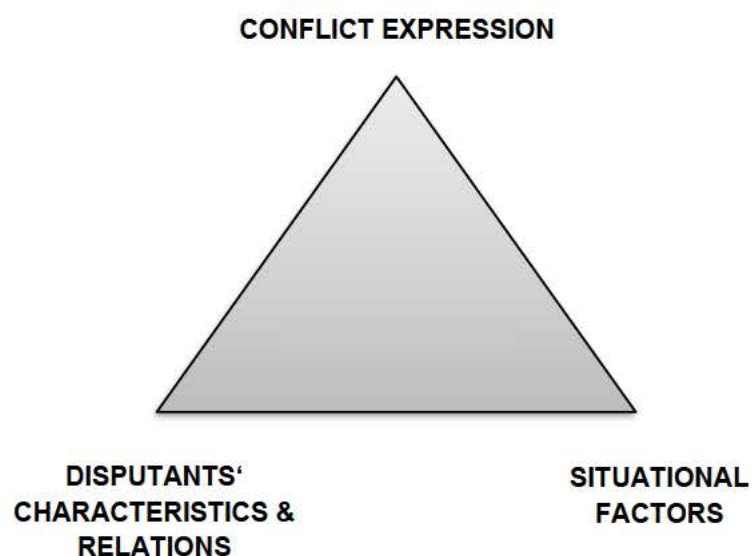 CONFLICT EXPRESSION
DISPUTANTS‘
CHARACTERISTICS &
RELATIONS
SITUATIONAL
FACTORS